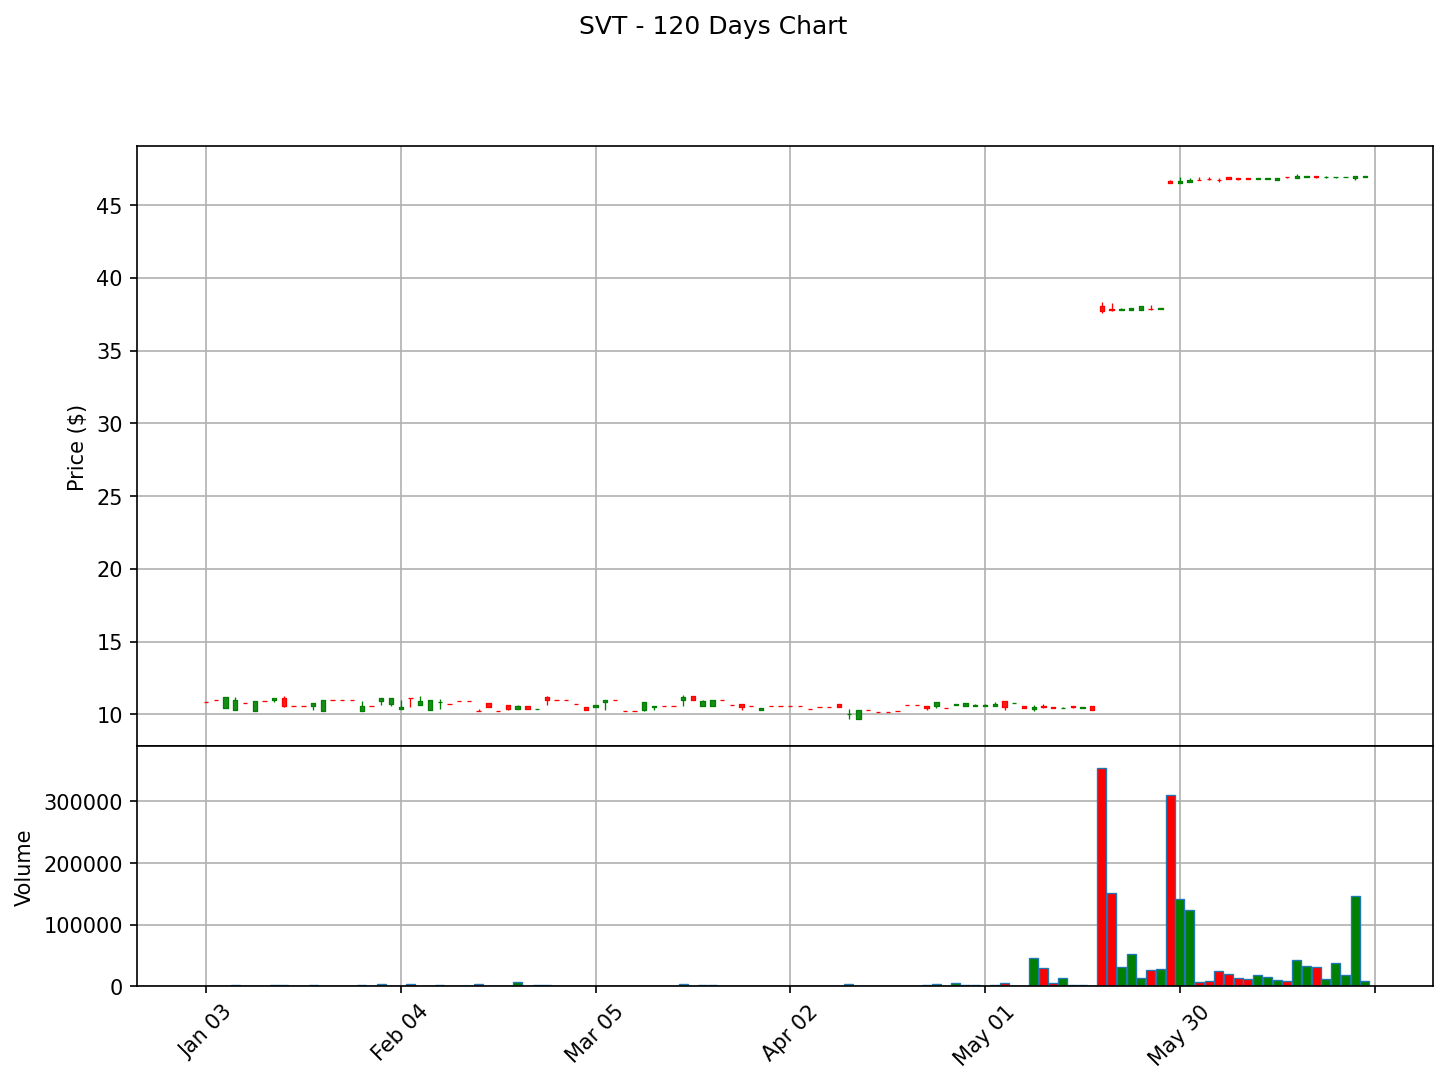 SVT - 120 Days Chart
Price ($)
45
40
35
30
25
20
15
10
Volume
300000
200000
100000
0
Jan 03
Feb 04
Mar 05
Apr 02
May 01
May 30